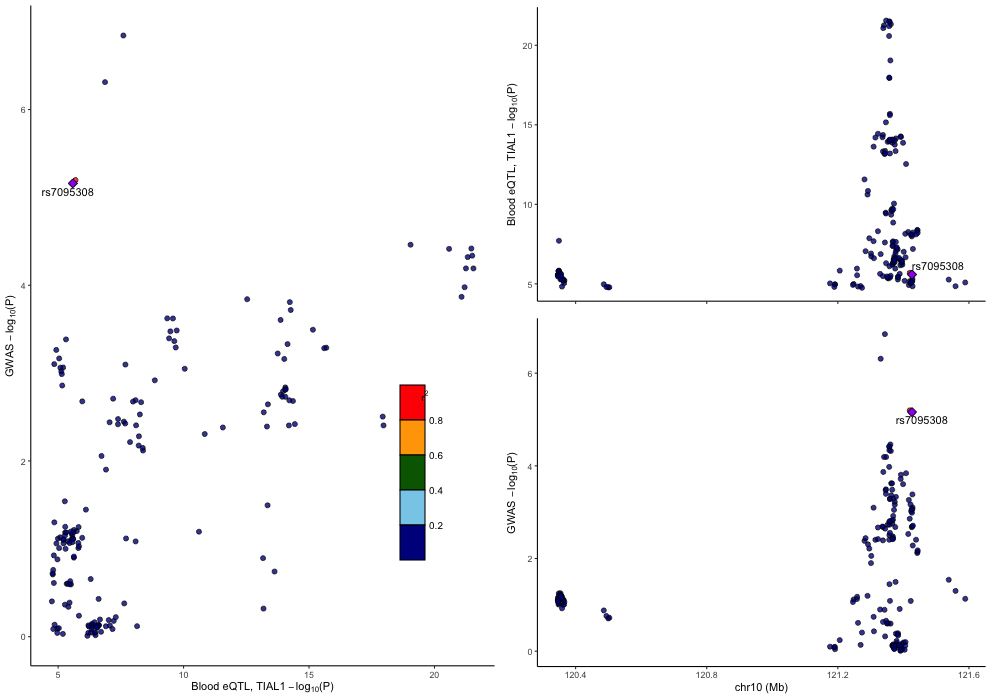 6
4
2
0
GWAS −log10(P)
rs7095308
r²
0.8
0.6
0.4
0.2
5
10
15
20
Blood eQTL, TIAL1 −log10(P)
20
15
10
5
Blood eQTL, TIAL1 −log10(P)
rs7095308
6
4
2
0
GWAS −log10(P)
rs7095308
120.4
120.8
121.2
121.6
chr10 (Mb)